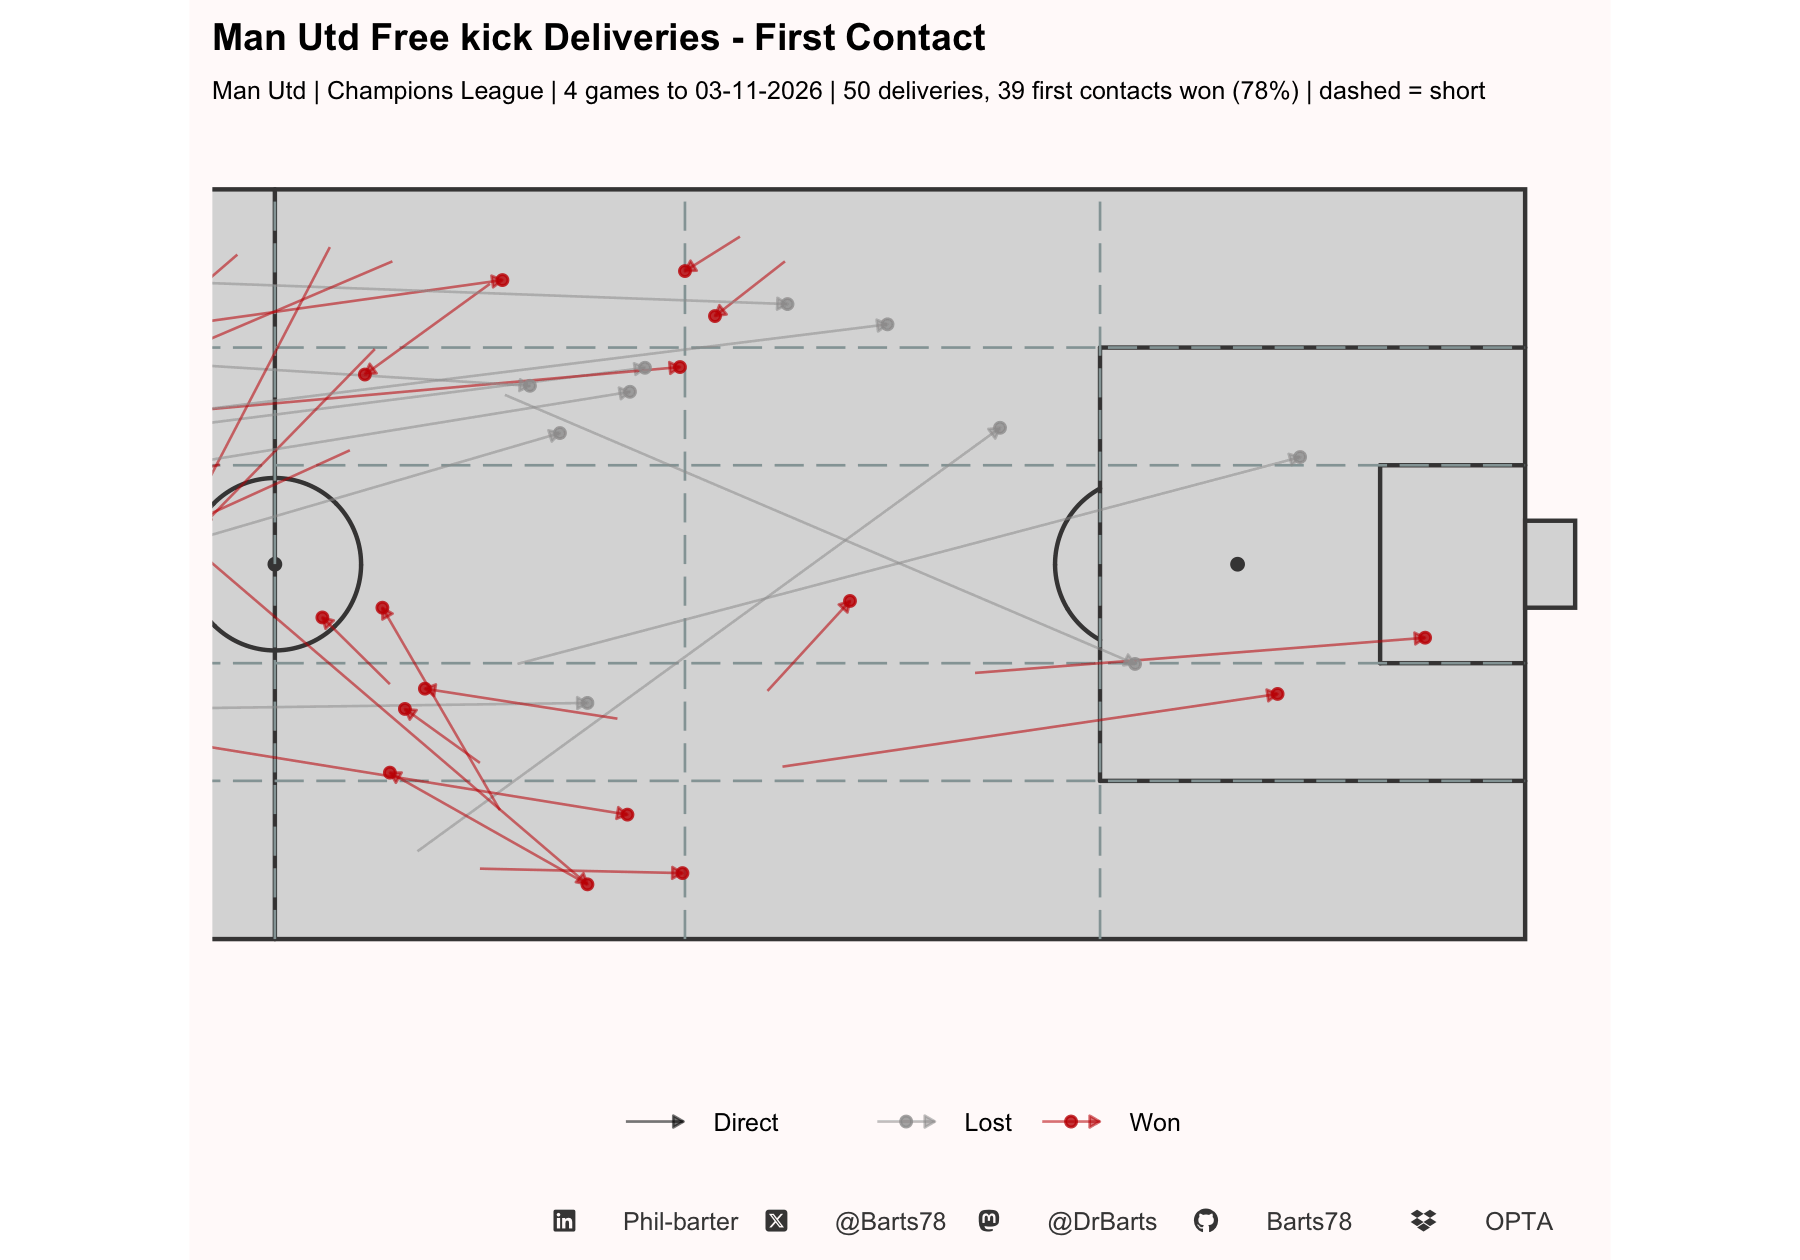 Man Utd Free kick Deliveries - First Contact
Man Utd | Champions League | 4 games to 03-11-2026 | 50 deliveries, 39 first contacts won (78%) | dashed = short
Direct Lost Won
Phil-barter @Barts78 @DrBarts Barts78 OPTA